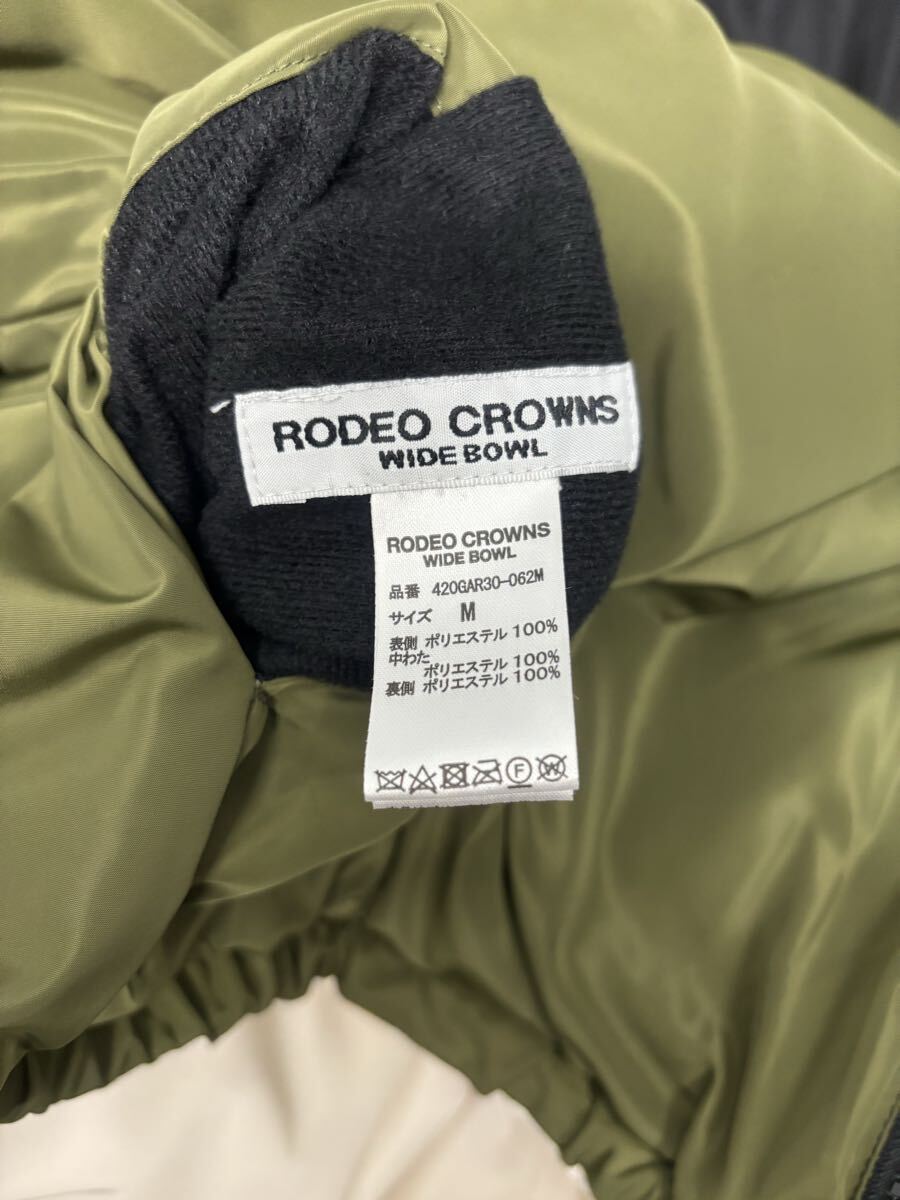 RODEO CROWNS
WIDE BOWL
RODEO CROWNS
WIDE BOWL
品番 420GAR30-062M
サイズ M
表側 ポリエステル 100%
中わた
ポリエステル 100%
裏側 ポリエステル 100%
F W